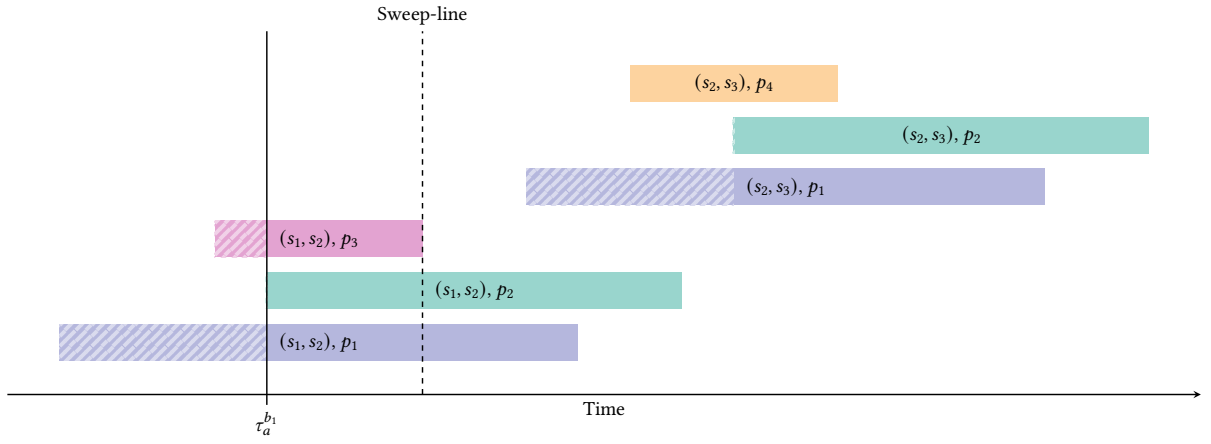 Sweep-line
(s₂, s₃), p₄
(s₂, s₃), p₂
(s₂, s₃), p₁
(s₁, s₂), p₃
(s₁, s₂), p₂
(s₁, s₂), p₁
Time
τₐᵇ¹